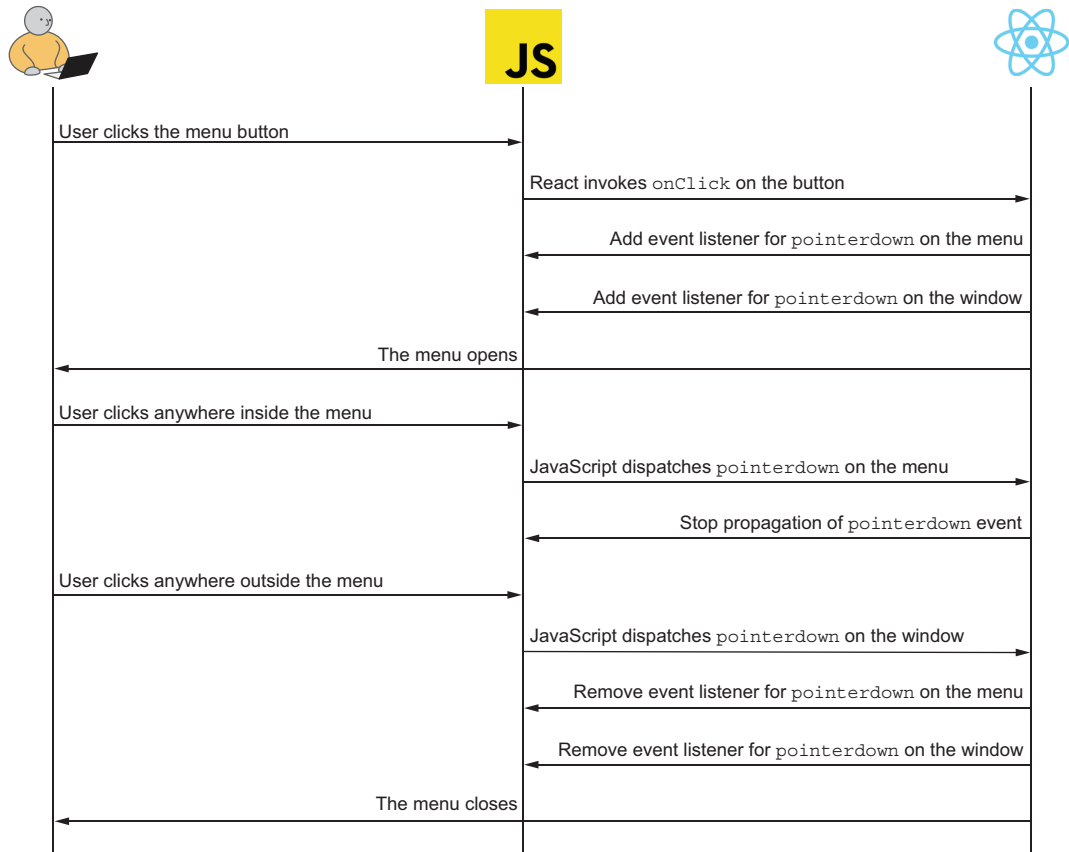 JS
User clicks the menu button
React invokes onClick on the button
Add event listener for pointerdown on the menu
Add event listener for pointerdown on the window
The menu opens
User clicks anywhere inside the menu
JavaScript dispatches pointerdown on the menu
Stop propagation of pointerdown event
User clicks anywhere outside the menu
JavaScript dispatches pointerdown on the window
Remove event listener for pointerdown on the menu
Remove event listener for pointerdown on the window
The menu closes